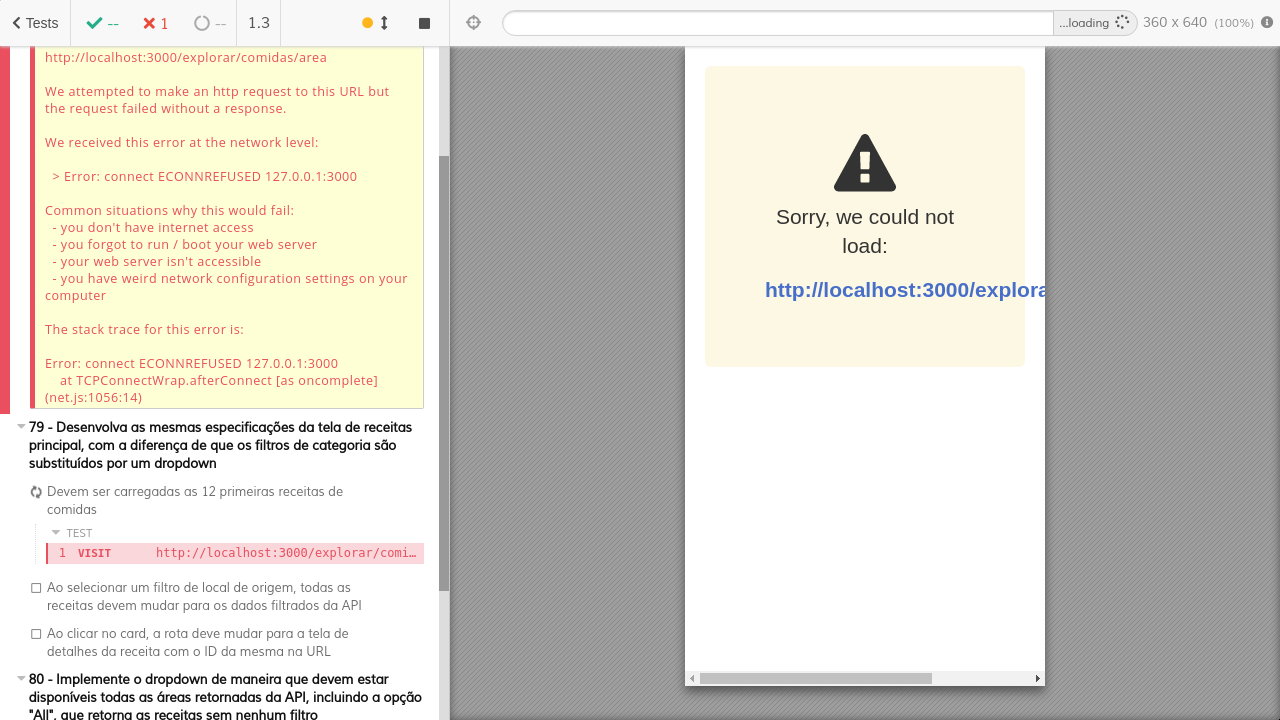 Tests
--
1
--
1.3
...loading
360 x 640 (100%)
http://localhost:3000/explorar/comidas/area
We attempted to make an http request to this URL but
the request failed without a response.
We received this error at the network level:
> Error: connect ECONNREFUSED 127.0.0.1:3000
Common situations why this would fail:
- you don't have internet access
- you forgot to run / boot your web server
- your web server isn't accessible
- you have weird network configuration settings on your
computer
The stack trace for this error is:
Error: connect ECONNREFUSED 127.0.0.1:3000
at TCPConnectWrap.afterConnect [as oncomplete]
(net.js:1056:14)
79 - Desenvolva as mesmas especificações da tela de receitas
principal, com a diferença de que os filtros de categoria são
substituídos por um dropdown
Devem ser carregadas as 12 primeiras receitas de
comidas
TEST
1 VISIT http://localhost:3000/explorar/comi…
Ao selecionar um filtro de local de origem, todas as
receitas devem mudar para os dados filtrados da API
Ao clicar no card, a rota deve mudar para a tela de
detalhes da receita com o ID da mesma na URL
80 - Implemente o dropdown de maneira que devem estar
disponíveis todas as áreas retornadas da API, incluindo a opção
"All", que retorna as receitas sem nenhum filtro
Sorry, we could not
load:
http://localhost:3000/explora